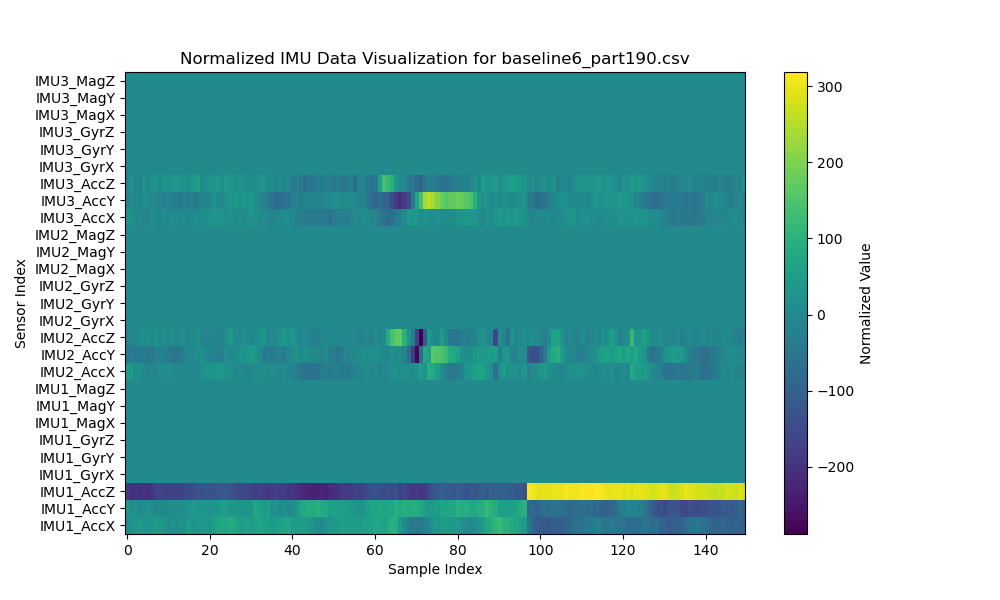 Normalized IMU Data Visualization for baseline6_part190.csv
Sensor Index
IMU3_MagZ
IMU3_MagY
IMU3_MagX
IMU3_GyrZ
IMU3_GyrY
IMU3_GyrX
IMU3_AccZ
IMU3_AccY
IMU3_AccX
IMU2_MagZ
IMU2_MagY
IMU2_MagX
IMU2_GyrZ
IMU2_GyrY
IMU2_GyrX
IMU2_AccZ
IMU2_AccY
IMU2_AccX
IMU1_MagZ
IMU1_MagY
IMU1_MagX
IMU1_GyrZ
IMU1_GyrY
IMU1_GyrX
IMU1_AccZ
IMU1_AccY
IMU1_AccX
0 20 40 60 80 100 120 140
Sample Index
300
200
100
0
−100
−200
Normalized Value